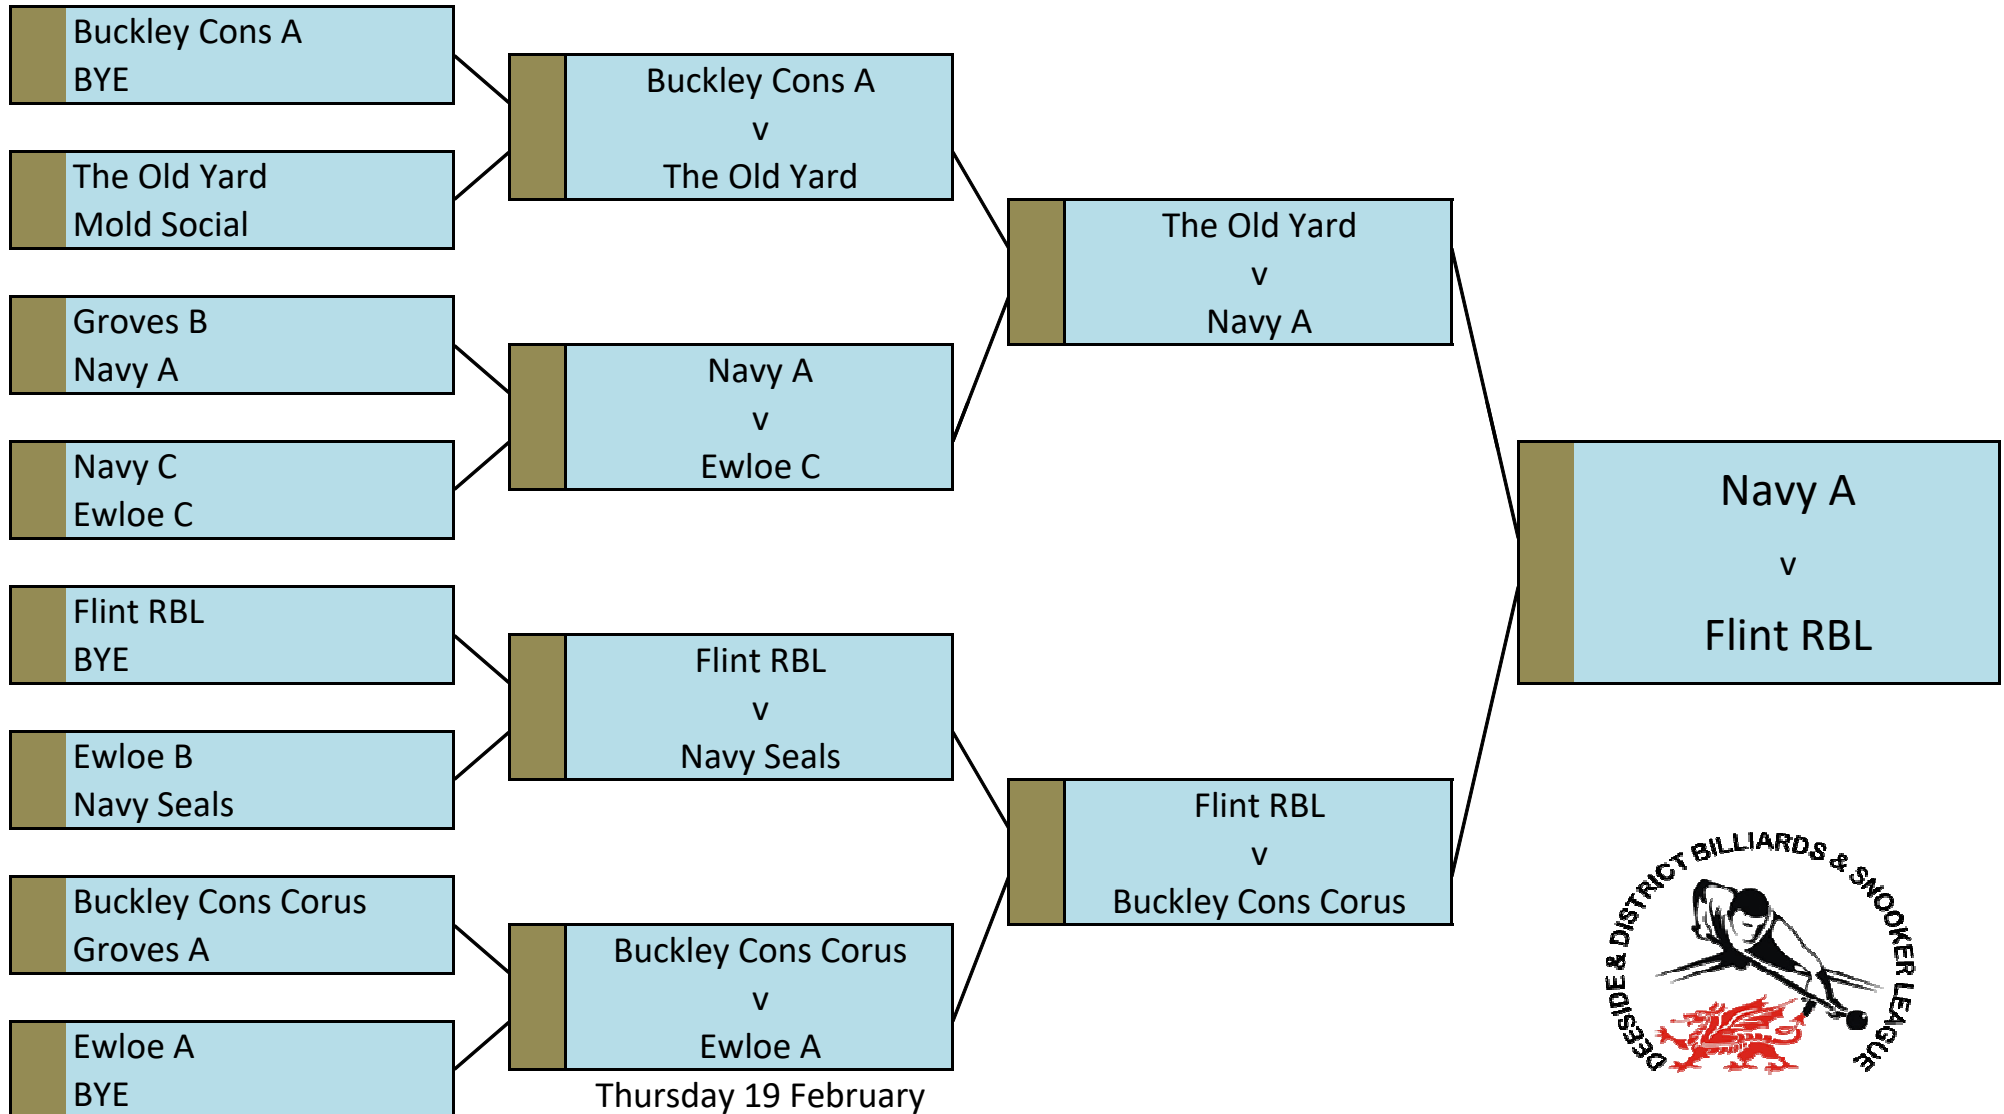 Buckley Cons A
BYE
The Old Yard
Mold Social
Groves B
Navy A
Navy C
Ewloe C
Flint RBL
BYE
Ewloe B
Navy Seals
Buckley Cons Corus
Groves A
Ewloe A
BYE
Buckley Cons A
v
The Old Yard
Navy A
v
Ewloe C
Flint RBL
v
Navy Seals
Buckley Cons Corus
v
Ewloe A
Thursday 19 February
The Old Yard
v
Navy A
Flint RBL
v
Buckley Cons Corus
Navy A
v
Flint RBL
DEESIDE & DISTRICT BILLIARDS & SNOOKER LEAGUE